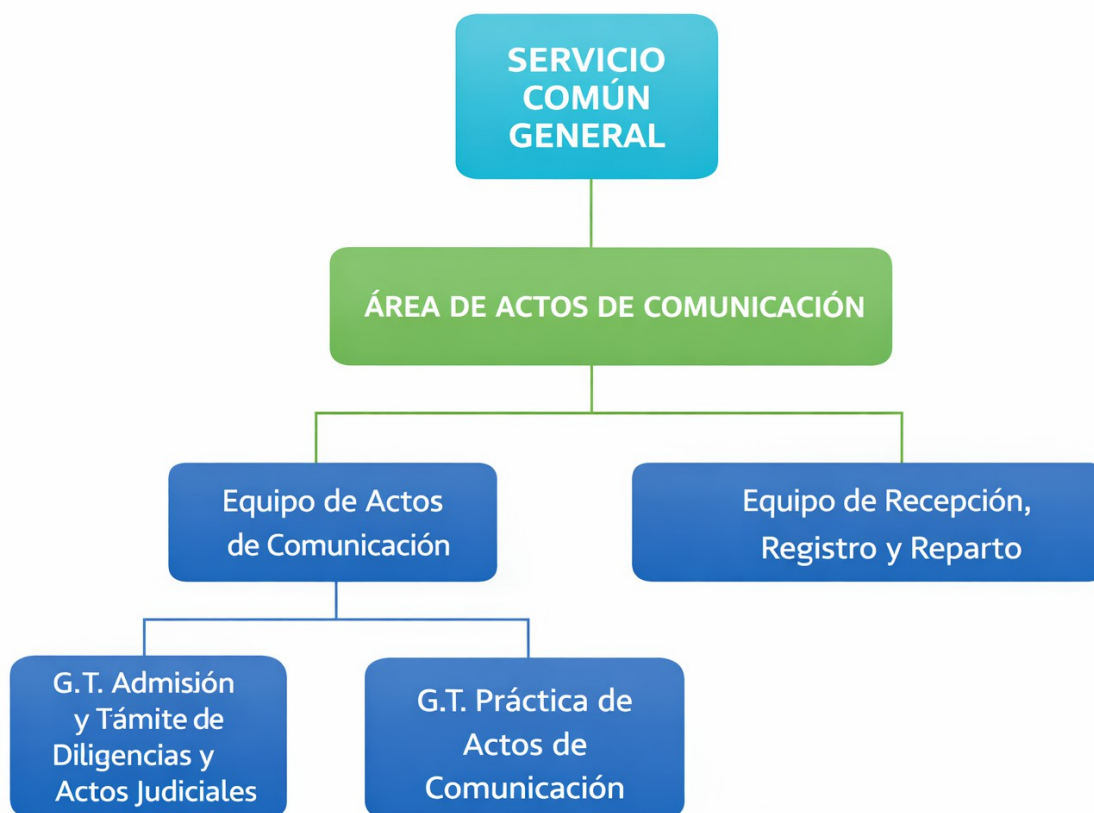 SERVICIO
COMÚN
GENERAL
ÁREA DE ACTOS DE COMUNICACIÓN
Equipo de Actos
de Comunicación
Equipo de Recepción,
Registro y Reparto
G.T. Admisión
y Támite de
Diligencias y
Actos Judiciales
G.T. Práctica de
Actos de
Comunicación